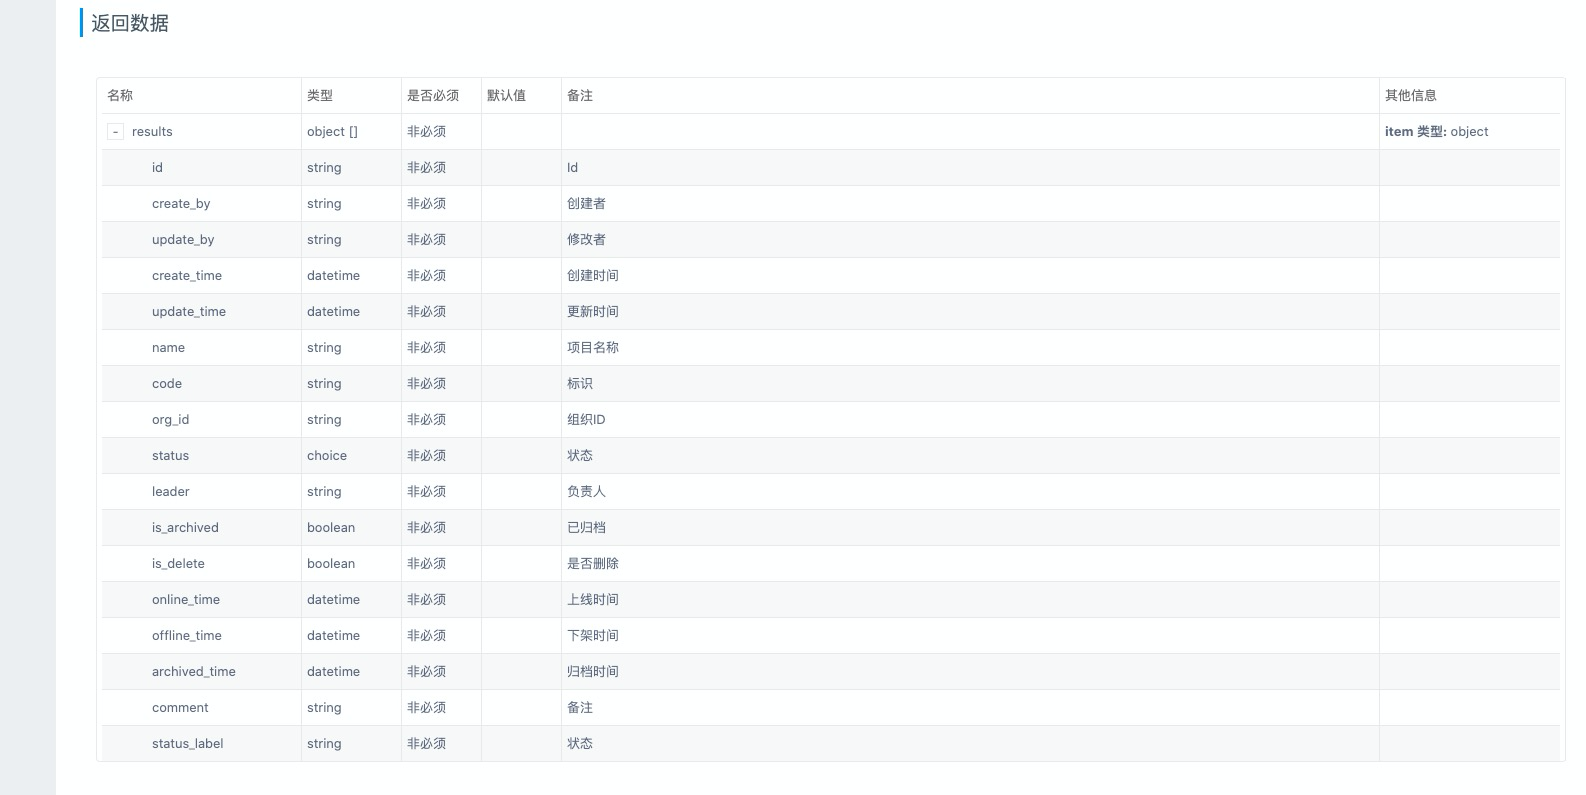 返回数据
名称 类型 是否必须 默认值 备注 其他信息
- results object [] 非必须 item 类型: object
id string 非必须 Id
create_by string 非必须 创建者
update_by string 非必须 修改者
create_time datetime 非必须 创建时间
update_time datetime 非必须 更新时间
name string 非必须 项目名称
code string 非必须 标识
org_id string 非必须 组织ID
status choice 非必须 状态
leader string 非必须 负责人
is_archived boolean 非必须 已归档
is_delete boolean 非必须 是否删除
online_time datetime 非必须 上线时间
offline_time datetime 非必须 下架时间
archived_time datetime 非必须 归档时间
comment string 非必须 备注
status_label string 非必须 状态